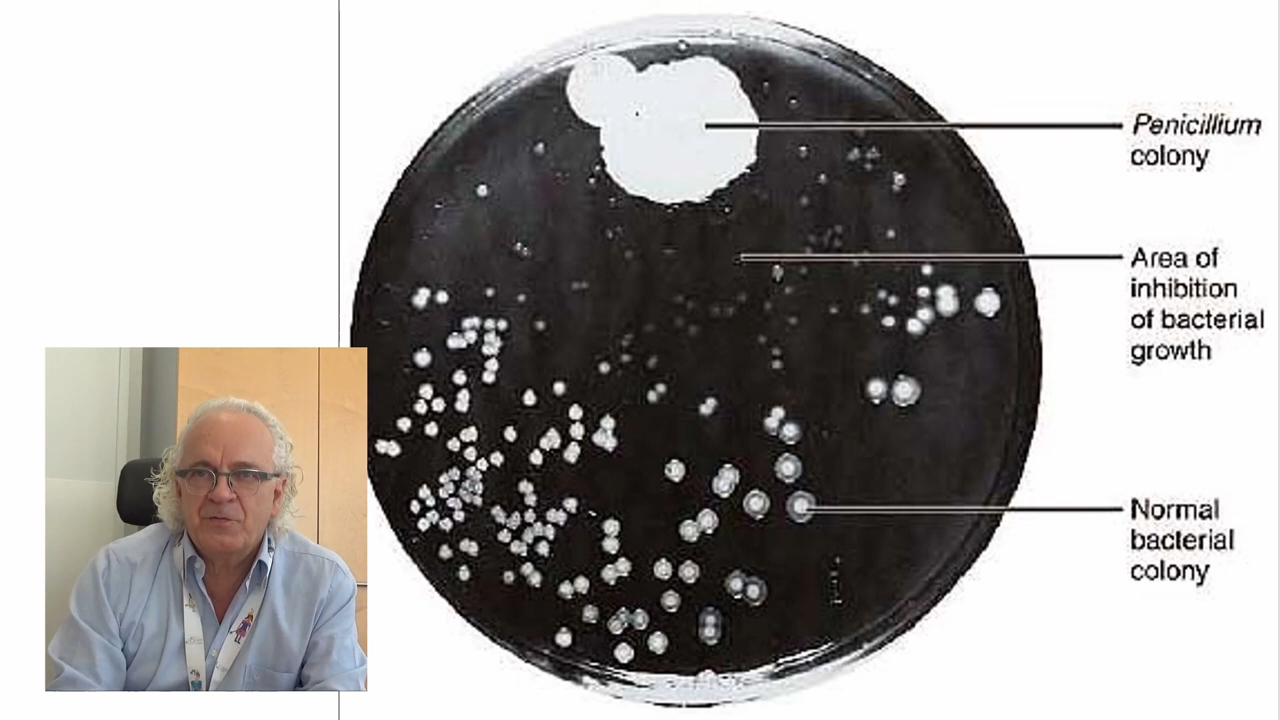 Penicillium
colony
Area of
inhibition
of bacterial
growth
Normal
bacterial
colony